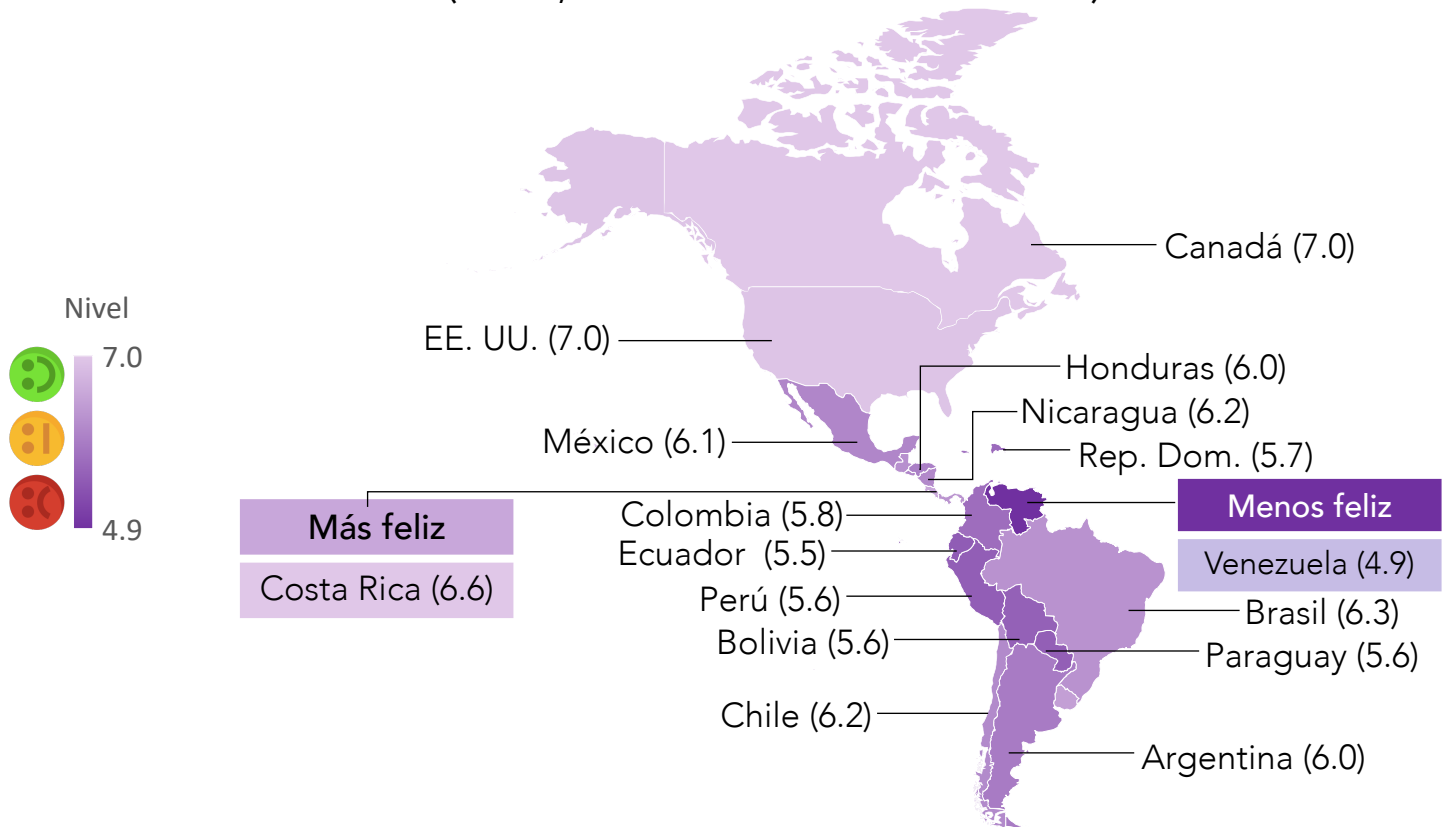 Canadá (7.0)
Nivel
EE. UU. (7.0)
7.0
Honduras (6.0)
Nicaragua (6.2)
México (6.1)
Rep. Dom. (5.7)
Más feliz
Colombia (5.8)
Menos feliz
4.9
Ecuador (5.5)
Venezuela (4.9)
Costa Rica (6.6)
Perú (5.6)
Brasil (6.3)
Bolivia (5.6)
Paraguay (5.6)
Chile (6.2)
Argentina (6.0)